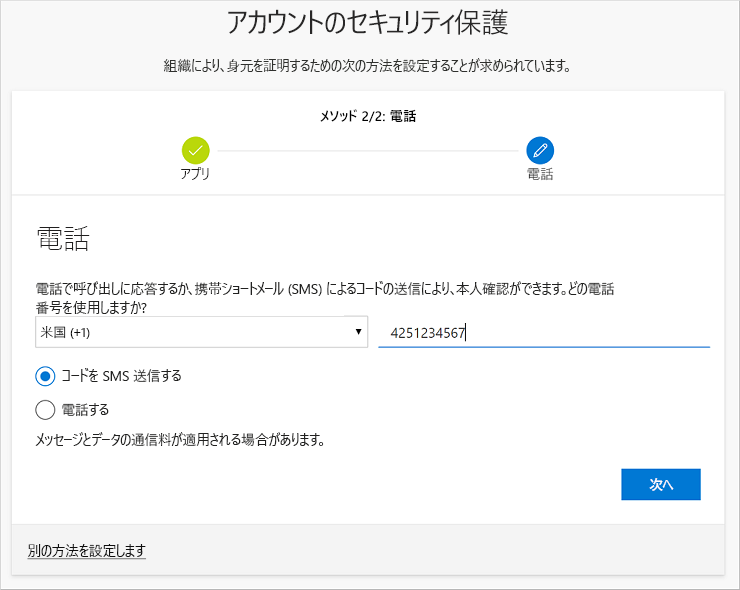 アカウントのセキュリティ保護
組織により、身元を証明するための次の方法を設定することが求められています。
メソッド 2/2: 電話
アプリ
電話
電話
電話で呼び出しに応答するか、携帯ショートメール (SMS) によるコードの送信により、本人確認ができます。どの電話
番号を使用しますか?
米国 (+1)
4251234567
コードを SMS 送信する
電話する
メッセージとデータの通信料が適用される場合があります。
次へ
別の方法を設定します